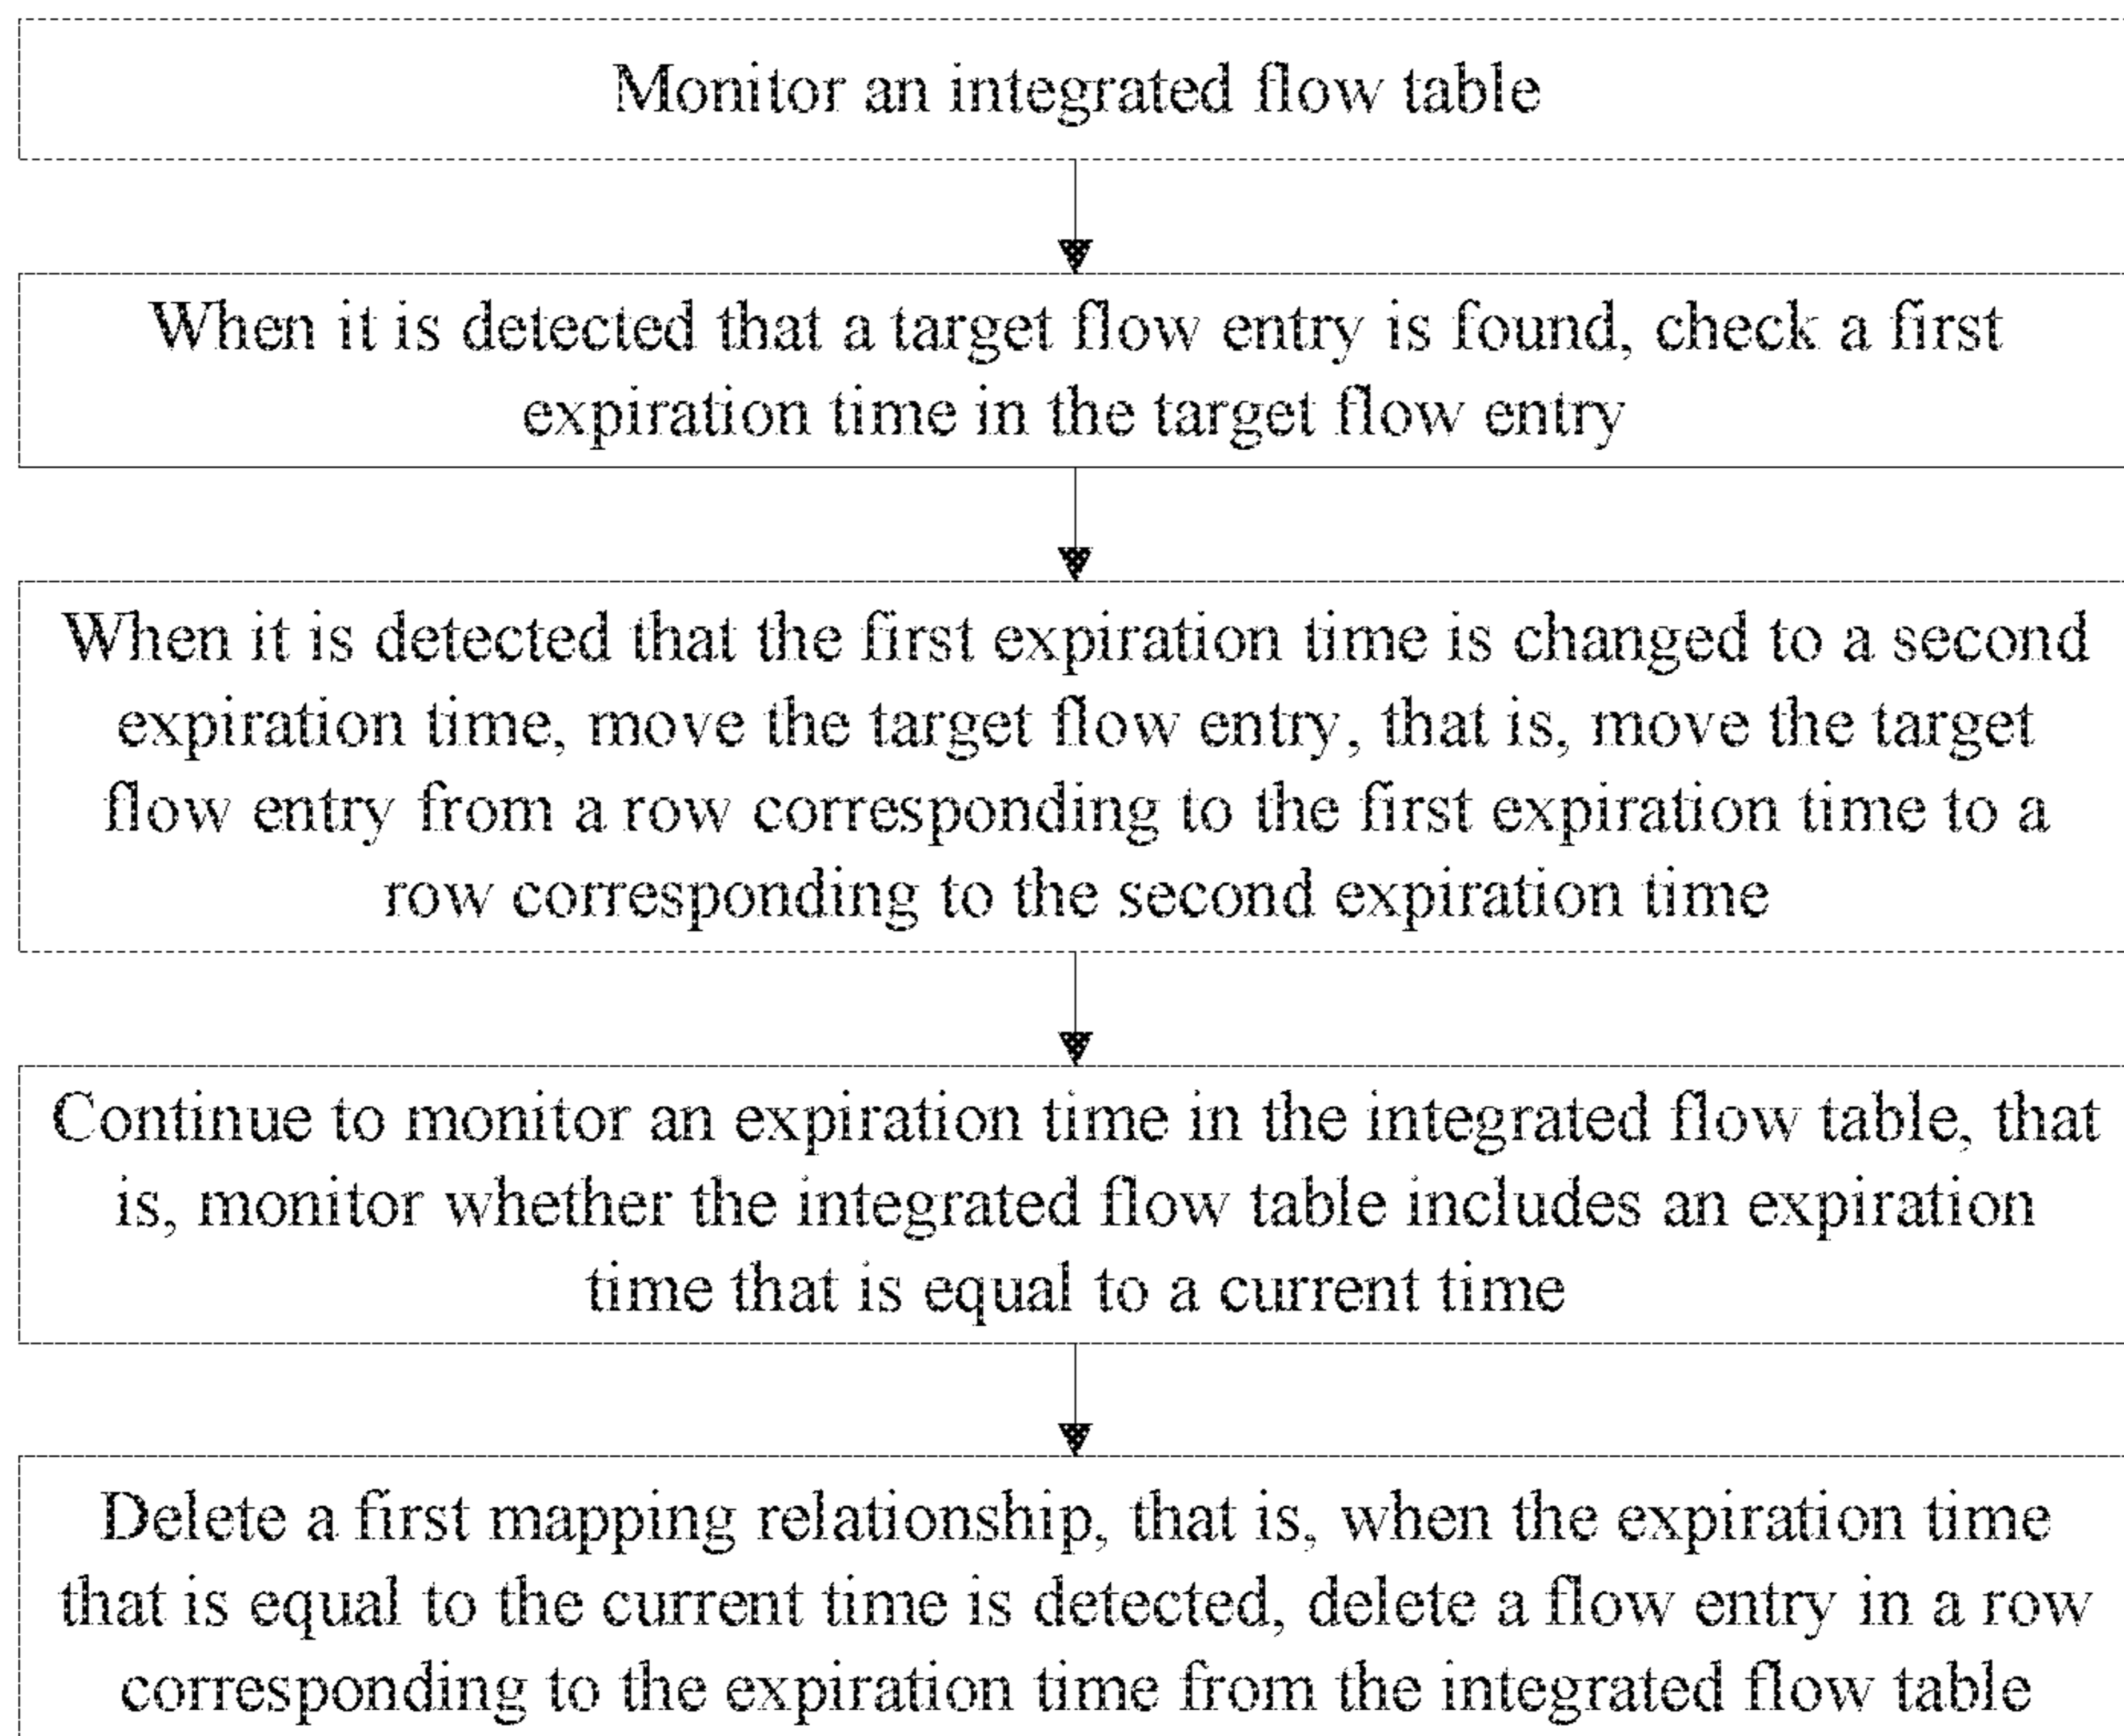 Monitor an integrated flow table
When it is detected that a target flow entry is found, check a first
expiration time in the target flow entry
When it is detected that the first expiration time is changed to a second
expiration time, move the target flow entry, that is, move the target
flow entry from a row corresponding to the first expiration time to a
row corresponding to the second expiration time
Continue to monitor an expiration time in the integrated flow table, that
is, monitor whether the integrated flow table includes an expiration
time that is equal to a current time
Delete a first mapping relationship, that is, when the expiration time
that is equal to the current time is detected, delete a flow entry in a row
corresponding to the expiration time from the integrated flow table